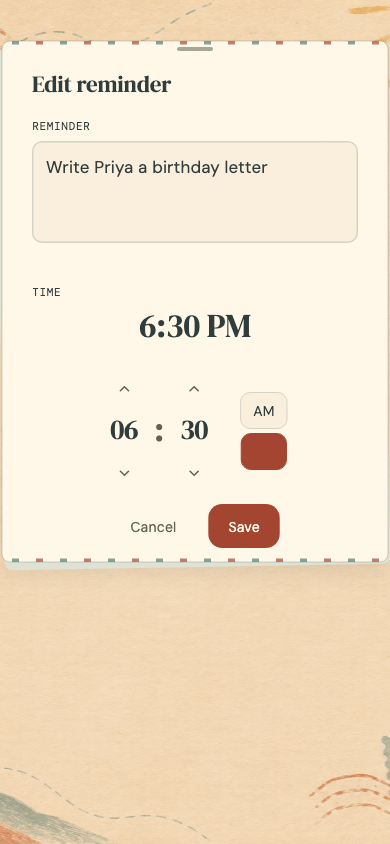 Edit reminder
REMINDER
Write Priya a birthday letter
TIME
6:30 PM
06 : 30
AM
Cancel
Save